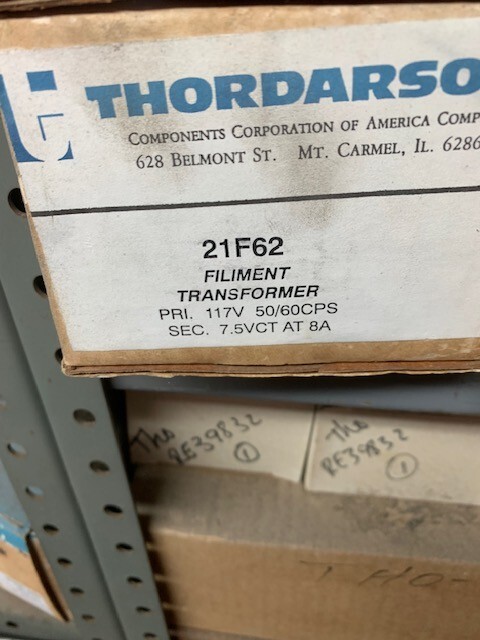 THORDARSO
COMPONENTS CORPORATION OF AMERICA COMP
628 BELMONT ST. MT. CARMEL, IL. 6286
21F62
FILIMENT
TRANSFORMER
PRI. 117V 50/60CPS
SEC. 7.5VCT AT 8A
Tho
RE39832
1
Tho
RE39832
1
THO-